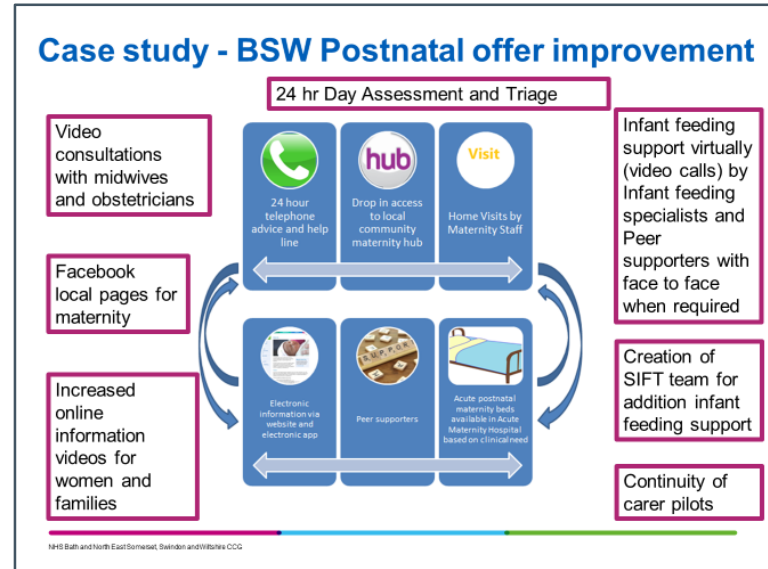 Case study - BSW Postnatal offer improvement
24 hr Day Assessment and Triage
Video
consultations
with midwives
and obstetricians
Facebook
local pages for
maternity
Increased
online
information
videos for
women and
families
24 hour
telephone
advice and help
line
hub
Drop in access
to local
community
maternity hub
Visit
Home Visits by
Maternity Staff
Electronic
information via
website and
electronic app
SUPPORT
Peer supporters
Acute postnatal
maternity beds
available in Acute
Maternity Hospital
based on clinical need
Infant feeding
support virtually
(video calls) by
Infant feeding
specialists and
Peer
supporters with
face to face
when required
Creation of
SIFT team for
addition infant
feeding support
Continuity of
carer pilots
NHS Bath and North East Somerset, Swindon and Wiltshire CCG